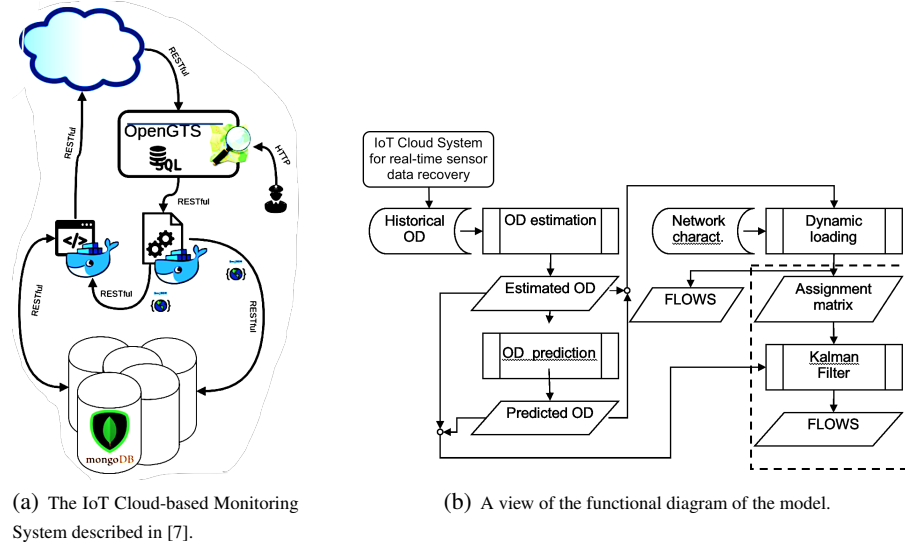 RESTful
OpenGTS
SQL
HTTP
RESTful
RESTful
</>
RESTful
RESTful
RESTful
mongoDB
(a) The IoT Cloud-based Monitoring
System described in [7].
IoT Cloud System
for real-time sensor
data recovery
Historical
OD
OD estimation
Network
charact.
Dynamic
loading
Estimated OD
FLOWS
Assignment
matrix
OD prediction
Kalman
Filter
Predicted OD
FLOWS
(b) A view of the functional diagram of the model.